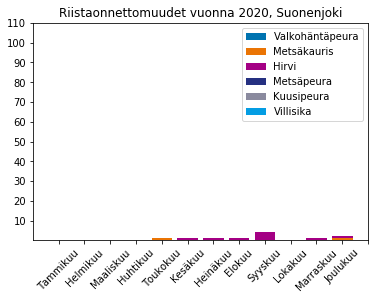 Riistaonnettomuudet vuonna 2020, Suonenjoki
110
100
90
80
70
60
50
40
30
20
10
Valkohäntäpeura
Metsäkauris
Hirvi
Metsäpeura
Kuusipeura
Villisika
Tammikuu
Helmikuu
Maaliskuu
Huhtikuu
Toukokuu
Kesäkuu
Heinäkuu
Elokuu
Syyskuu
Lokakuu
Marraskuu
Joulukuu